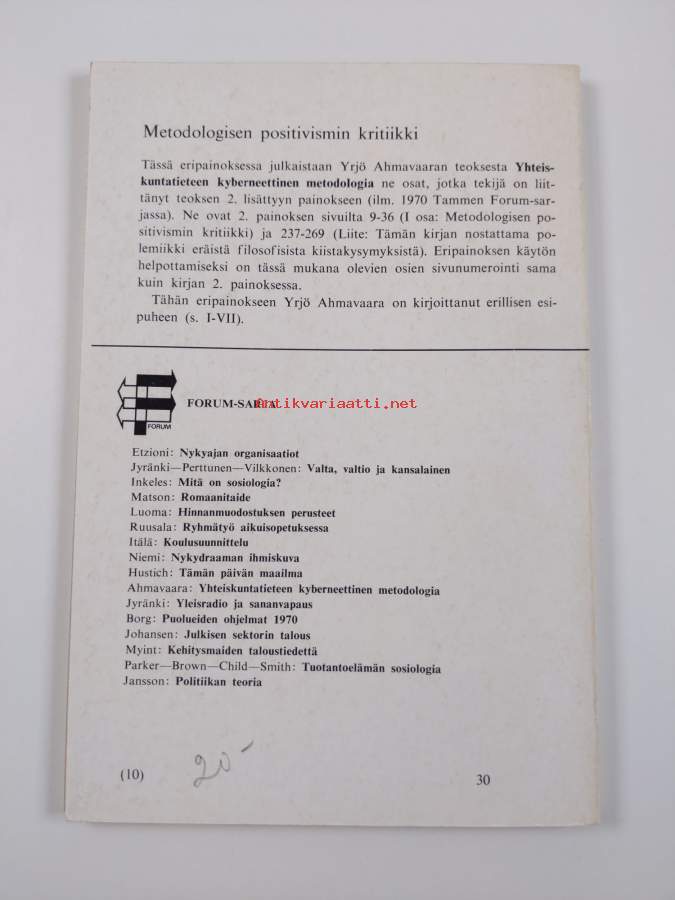 Metodologisen positivismin kritiikki
Tässä eripainoksessa julkaistaan Yrjö Ahmavaaran teoksesta Yhteis-
kuntatieteen kyberneettinen metodologia ne osat, jotka tekijä on liit-
tänyt teoksen 2. lisättyyn painokseen (ilm. 1970 Tammen Forum-sar-
jassa). Ne ovat 2. painoksen sivuilta 9-36 (I osa: Metodologisen po-
sitivismin kritiikki) ja 237-269 (Liite: Tämän kirjan nostattama po-
lemiikki eräistä filosofisista kiistakysymyksistä). Eripainoksen käytön
helpottamiseksi on tässä mukana olevien osien sivunumerointi sama
kuin kirjan 2. painoksessa.
Tähän eripainokseen Yrjö Ahmavaara on kirjoittanut erillisen esi-
puheen (s. I-VII).
FORUM
FORUM-SARJA
antikvariaatti.net
Etzioni: Nykyajan organisaatiot
Jyränki—Perttunen—Vilkkonen: Valta, valtio ja kansalainen
Inkeles: Mitä on sosiologia?
Matson: Romaanitaide
Luoma: Hinnanmuodostuksen perusteet
Ruusala: Ryhmätyö aikuisopetuksessa
Itälä: Koulusuunnittelu
Niemi: Nykydraaman ihmiskuva
Hustich: Tämän päivän maailma
Ahmavaara: Yhteiskuntatieteen kyberneettinen metodologia
Jyränki: Yleisradio ja sananvapaus
Borg: Puolueiden ohjelmat 1970
Johansen: Julkisen sektorin talous
Myint: Kehitysmaiden taloustiedettä
Parker—Brown—Child—Smith: Tuotantoelämän sosiologia
Jansson: Politiikan teoria
(10)
20-
30